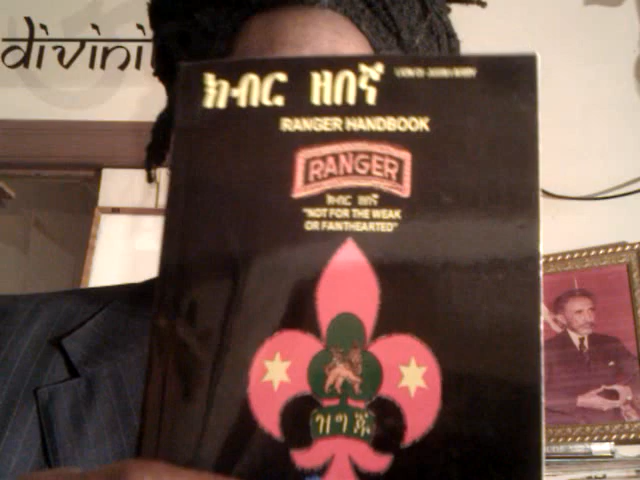 divini
ክብር ዘበኛ
RANGER HANDBOOK
RANGER
ክብር ዘበኛ
"NOT FOR THE WEAK
OR FAINTHEARTED"